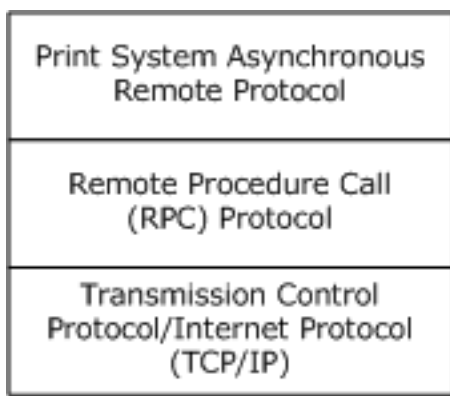 Print System Asynchronous
Remote Protocol
Remote Procedure Call
(RPC) Protocol
Transmission Control
Protocol/Internet Protocol
(TCP/IP)